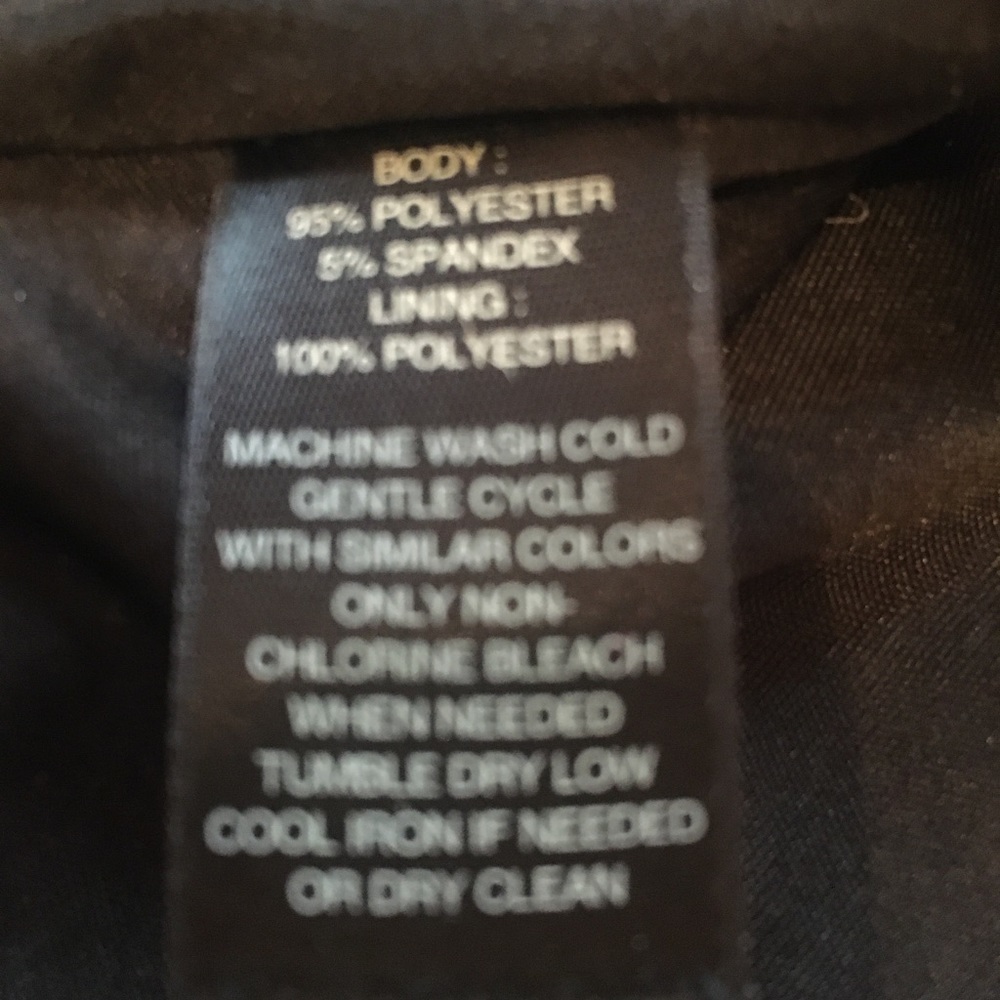 BODY :
95% POLYESTER
5% SPANDEX
LINING :
100% POLYESTER
MACHINE WASH COLD
GENTLE CYCLE
WITH SIMILAR COLORS
ONLY NON-
CHLORINE BLEACH
WHEN NEEDED
TUMBLE DRY LOW
COOL IRON IF NEEDED
OR DRY CLEAN